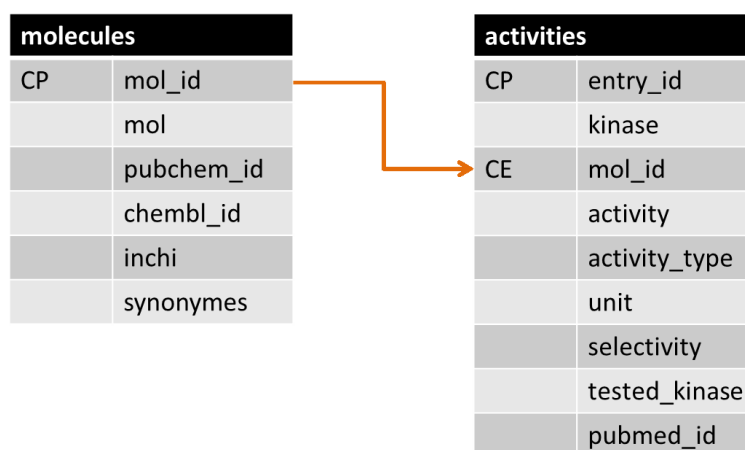 molecules
CP mol_id
mol
pubchem_id
chembl_id
inchi
synonymes
activities
CP entry_id
kinase
CE mol_id
activity
activity_type
unit
selectivity
tested_kinase
pubmed_id